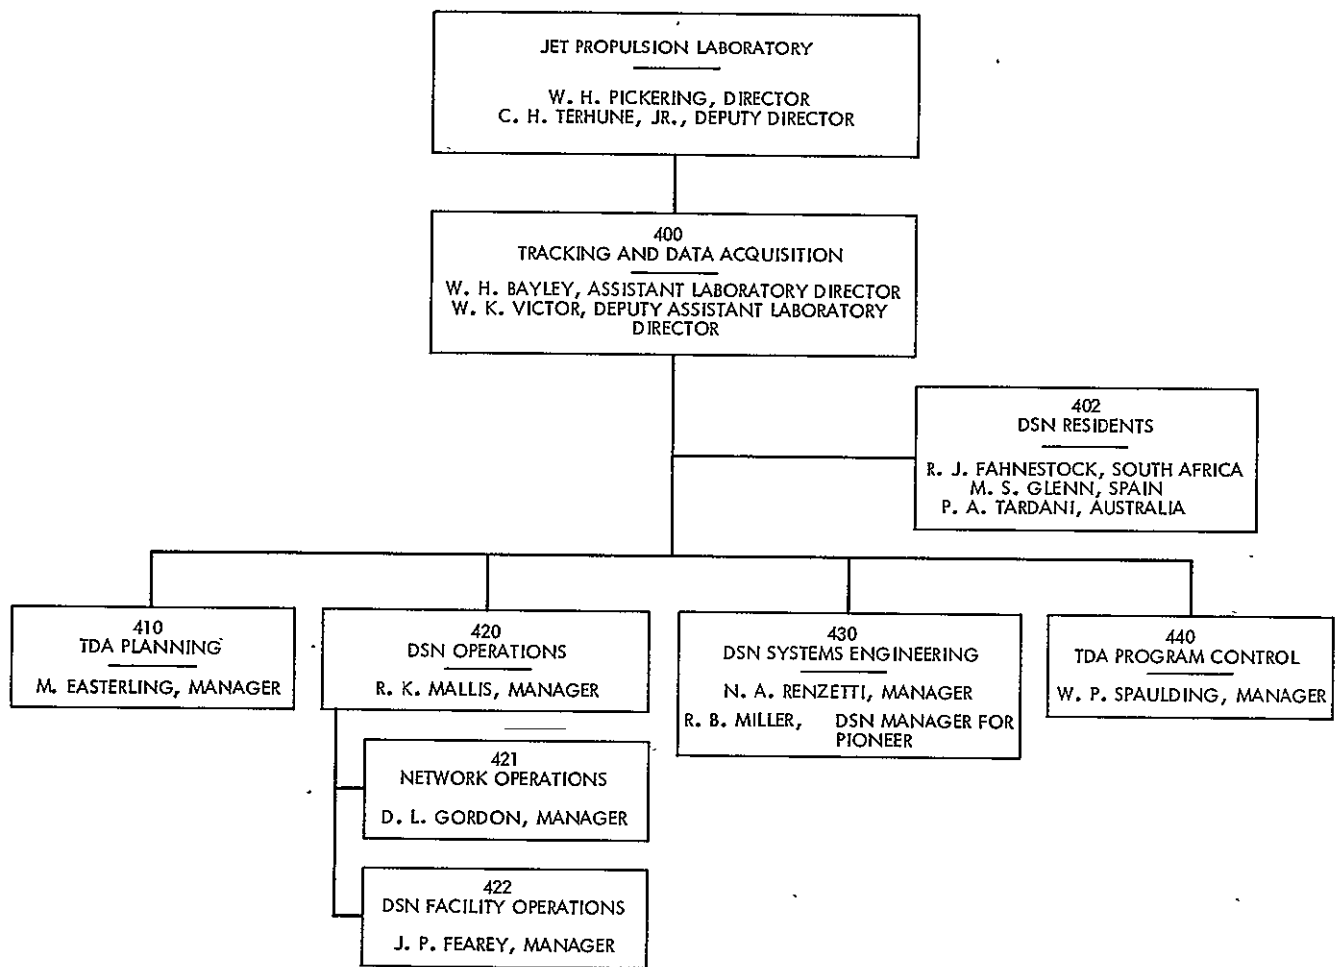 JET PROPULSION LABORATORY
W. H. PICKERING, DIRECTOR
C. H. TERHUNE, JR., DEPUTY DIRECTOR
400
TRACKING AND DATA ACQUISITION
W. H. BAYLEY, ASSISTANT LABORATORY DIRECTOR
W. K. VICTOR, DEPUTY ASSISTANT LABORATORY
DIRECTOR
402
DSN RESIDENTS
R. J. FAHNESTOCK, SOUTH AFRICA
M. S. GLENN, SPAIN
P. A. TARDANI, AUSTRALIA
410
TDA PLANNING
M. EASTERLING, MANAGER
420
DSN OPERATIONS
R. K. MALLIS, MANAGER
421
NETWORK OPERATIONS
D. L. GORDON, MANAGER
422
DSN FACILITY OPERATIONS
J. P. FEAREY, MANAGER
430
DSN SYSTEMS ENGINEERING
N. A. RENZETTI, MANAGER
R. B. MILLER, DSN MANAGER FOR
PIONEER
440
TDA PROGRAM CONTROL
W. P. SPAULDING, MANAGER